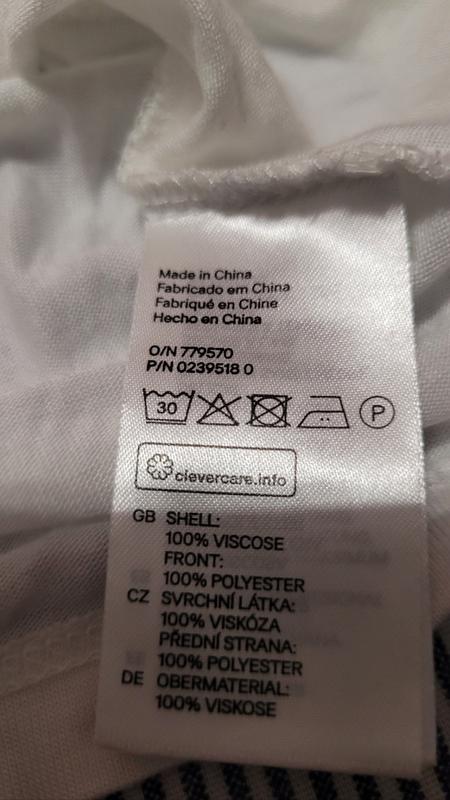 Made in China
Fabricado em China
Fabriqué en Chine
Hecho en China
O/N 779570
P/N 0239518 0
30 P
clevercare.info
GB SHELL:
100% VISCOSE
FRONT:
100% POLYESTER
CZ SVRCHNÍ LÁTKA:
100% VISKÓZA
PŘEDNÍ STRANA:
100% POLYESTER
DE OBERMATERIAL:
100% VISKOSE